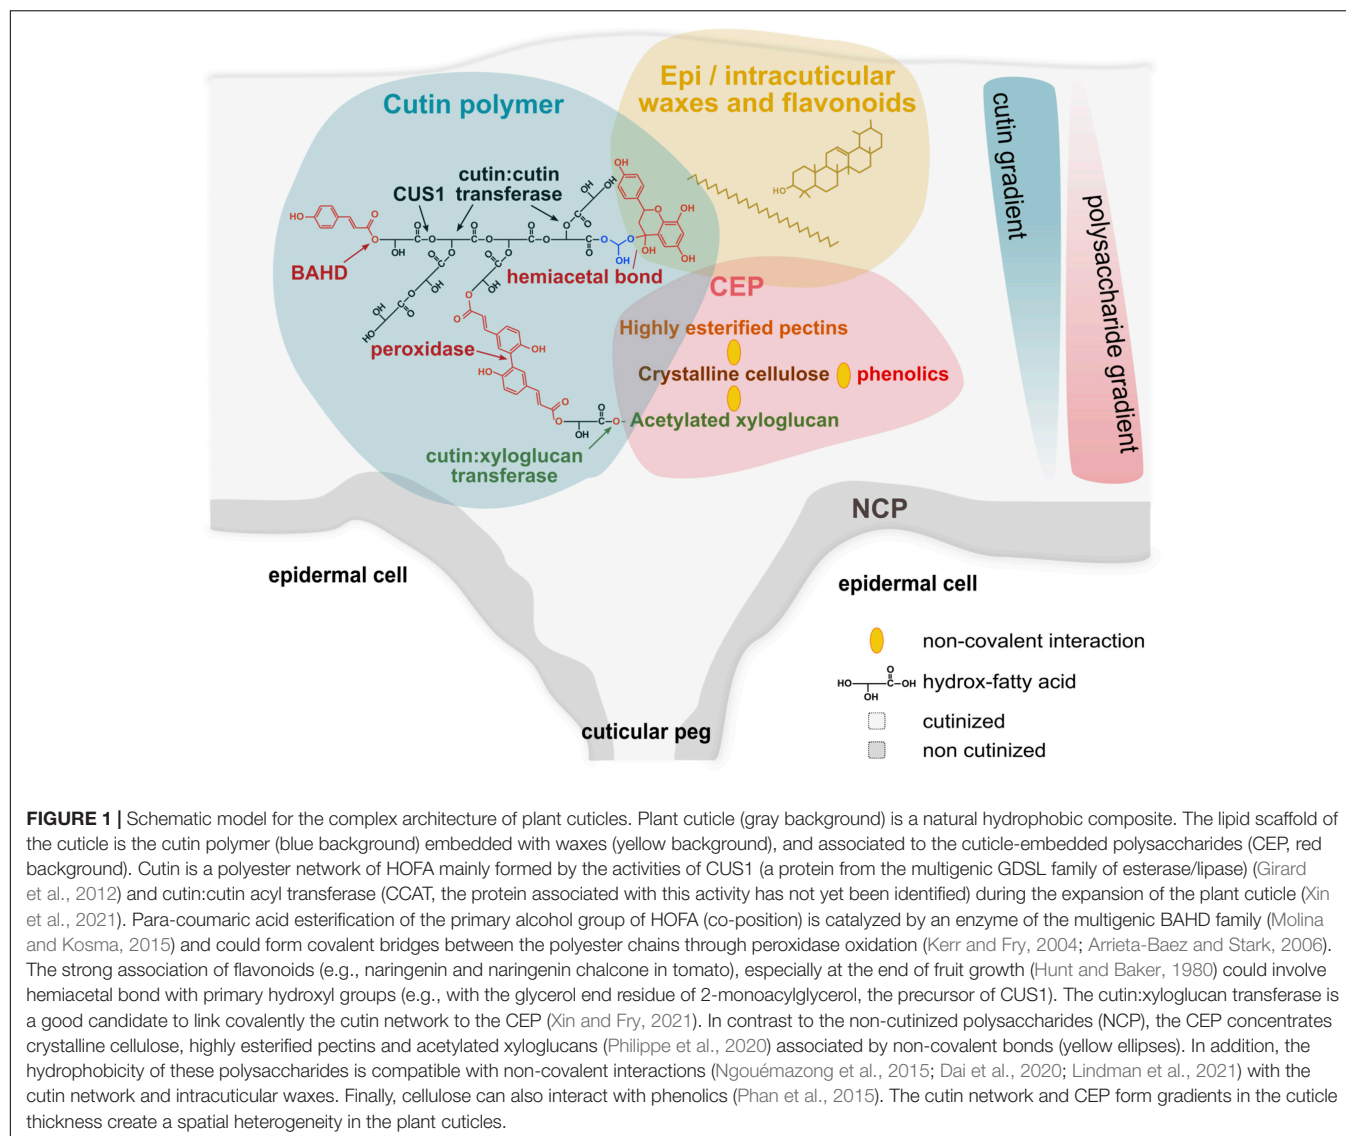 Cutin polymer
Epi / intracuticular
waxes and flavonoids
cutin gradient
polysaccharide gradient
cutin:cutin
transferase
CUS1
BAHD
hemiacetal bond
CEP
peroxidase
Highly esterified pectins
Crystalline cellulose
phenolics
Acetylated xyloglucan
cutin:xyloglucan
transferase
NCP
epidermal cell
epidermal cell
cuticular peg
non-covalent interaction
HO
OH
O
C-OH
hydrox-fatty acid
cutinized
non cutinized
FIGURE 1 | Schematic model for the complex architecture of plant cuticles. Plant cuticle (gray background) is a natural hydrophobic composite. The lipid scaffold of
the cuticle is the cutin polymer (blue background) embedded with waxes (yellow background), and associated to the cuticle-embedded polysaccharides (CEP, red
background). Cutin is a polyester network of HOFA mainly formed by the activities of CUS1 (a protein from the multigenic GDSL family of esterase/lipase) (Girard
et al., 2012) and cutin:cutin acyl transferase (CCAT, the protein associated with this activity has not yet been identified) during the expansion of the plant cuticle (Xin
et al., 2021). Para-coumaric acid esterification of the primary alcohol group of HOFA (co-position) is catalyzed by an enzyme of the multigenic BAHD family (Molina
and Kosma, 2015) and could form covalent bridges between the polyester chains through peroxidase oxidation (Kerr and Fry, 2004; Arrieta-Baez and Stark, 2006).
The strong association of flavonoids (e.g., naringenin and naringenin chalcone in tomato), especially at the end of fruit growth (Hunt and Baker, 1980) could involve
hemiacetal bond with primary hydroxyl groups (e.g., with the glycerol end residue of 2-monoacylglycerol, the precursor of CUS1). The cutin:xyloglucan transferase is
a good candidate to link covalently the cutin network to the CEP (Xin and Fry, 2021). In contrast to the non-cutinized polysaccharides (NCP), the CEP concentrates
crystalline cellulose, highly esterified pectins and acetylated xyloglucans (Philippe et al., 2020) associated by non-covalent bonds (yellow ellipses). In addition, the
hydrophobicity of these polysaccharides is compatible with non-covalent interactions (Ngouémazong et al., 2015; Dai et al., 2020; Lindman et al., 2021) with the
cutin network and intracuticular waxes. Finally, cellulose can also interact with phenolics (Phan et al., 2015). The cutin network and CEP form gradients in the cuticle
thickness create a spatial heterogeneity in the plant cuticles.